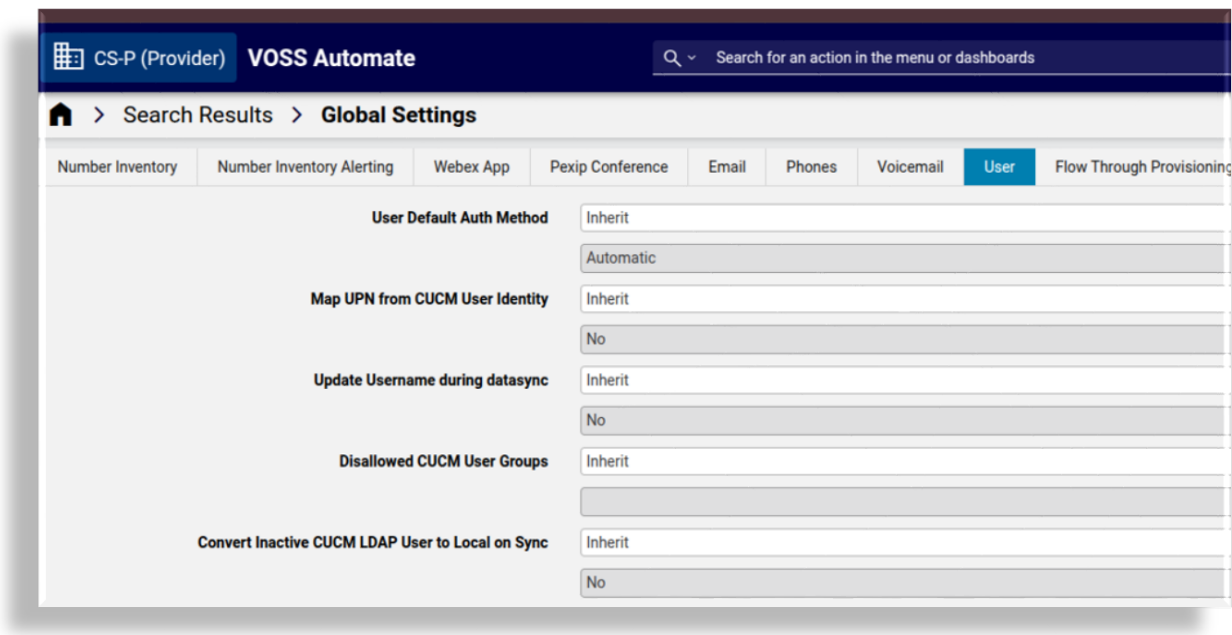 CS-P (Provider) VOSS Automate Search for an action in the menu or dashboards
Search Results > Global Settings
Number Inventory Number Inventory Alerting Webex App Pexip Conference Email Phones Voicemail User Flow Through Provisioning
User Default Auth Method Inherit
Automatic
Map UPN from CUCM User Identity Inherit
No
Update Username during datasync Inherit
No
Disallowed CUCM User Groups Inherit
Convert Inactive CUCM LDAP User to Local on Sync Inherit
No